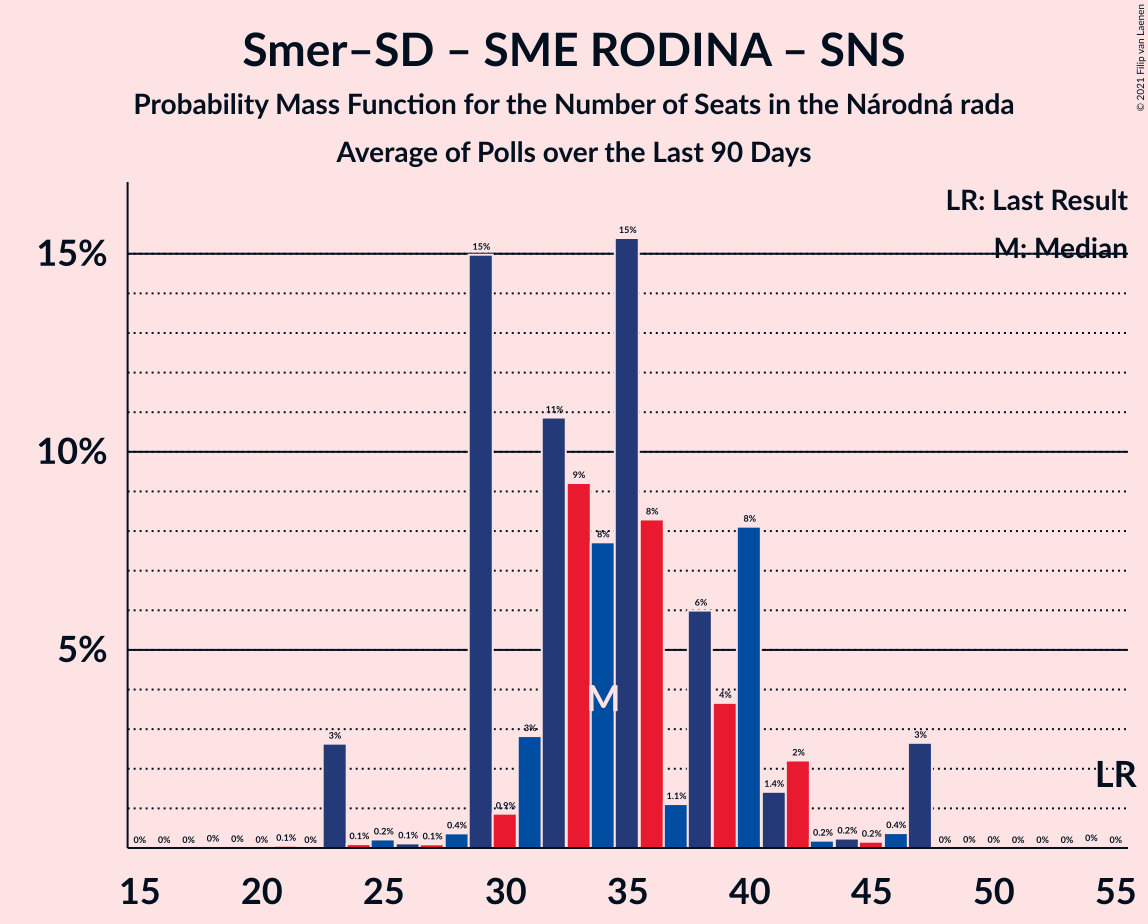 Smer–SD – SME RODINA – SNS
Probability Mass Function for the Number of Seats in the Národná rada
Average of Polls over the Last 90 Days
© 2021 Filip van Laenen
LR: Last Result
M: Median
15%
10%
5%
0% 0% 0% 0% 0% 0% 0.1% 0% 3% 0.1% 0.2% 0.1% 0.1% 0.4% 15% 0.9% 3% 11% 9% 8% 15% 8% 1.1% 6% 4% 8% 1.4% 2% 0.2% 0.2% 0.2% 0.4% 3% 0% 0% 0% 0% 0% 0% 0% 0%
M
LR
15 20 25 30 35 40 45 50 55